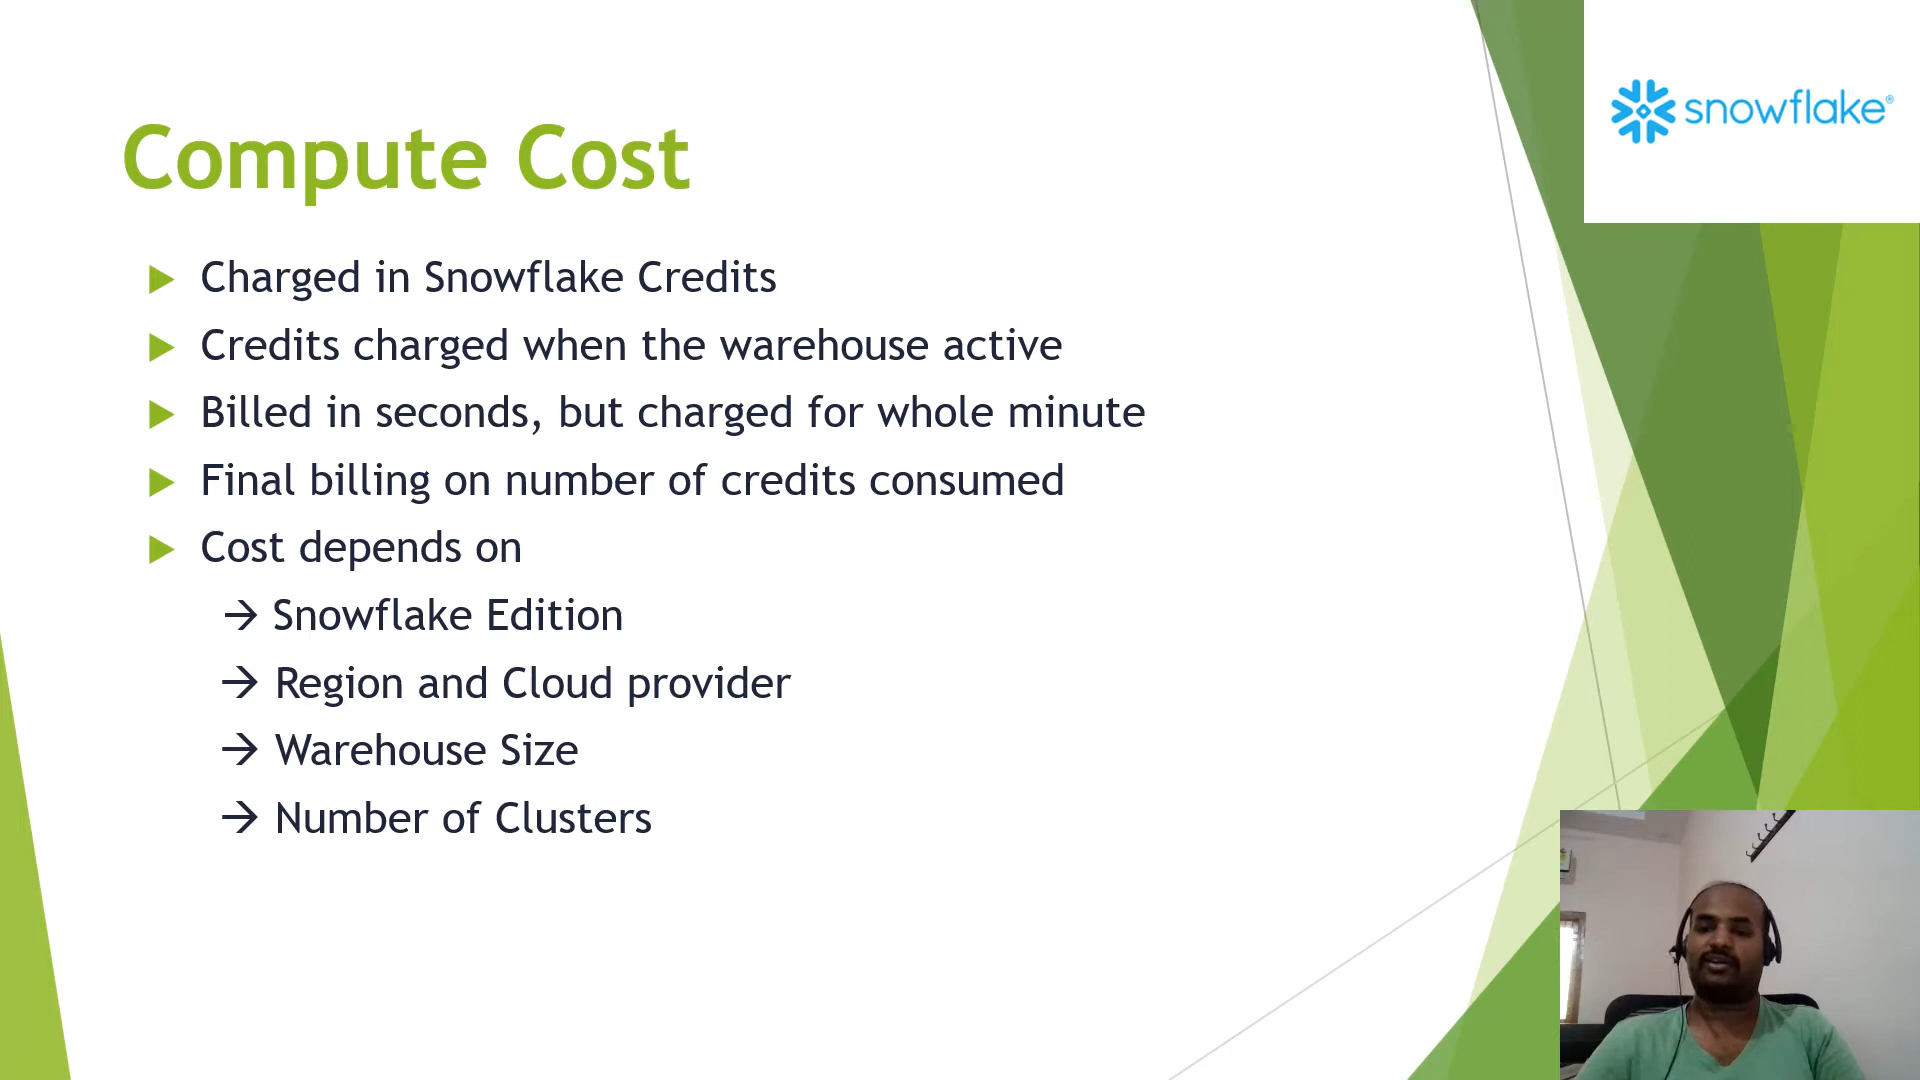 snowflake®
Compute Cost
Charged in Snowflake Credits
Credits charged when the warehouse active
Billed in seconds, but charged for whole minute
Final billing on number of credits consumed
Cost depends on
→ Snowflake Edition
→ Region and Cloud provider
→ Warehouse Size
→ Number of Clusters